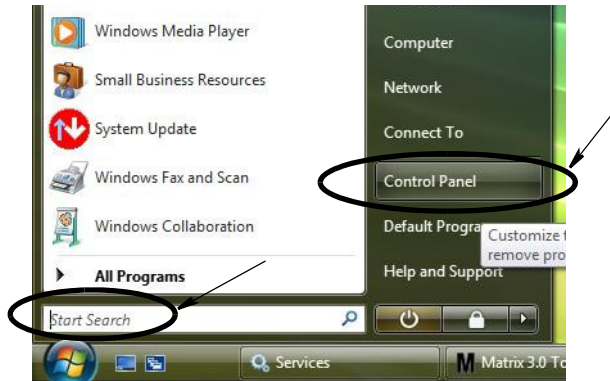 Windows Media Player
Small Business Resources
System Update
Windows Fax and Scan
Windows Collaboration
All Programs
Start Search
Computer
Network
Connect To
Control Panel
Default Progra
Customize
remove pro
Help and Support
Services
M Matrix 3.0 To